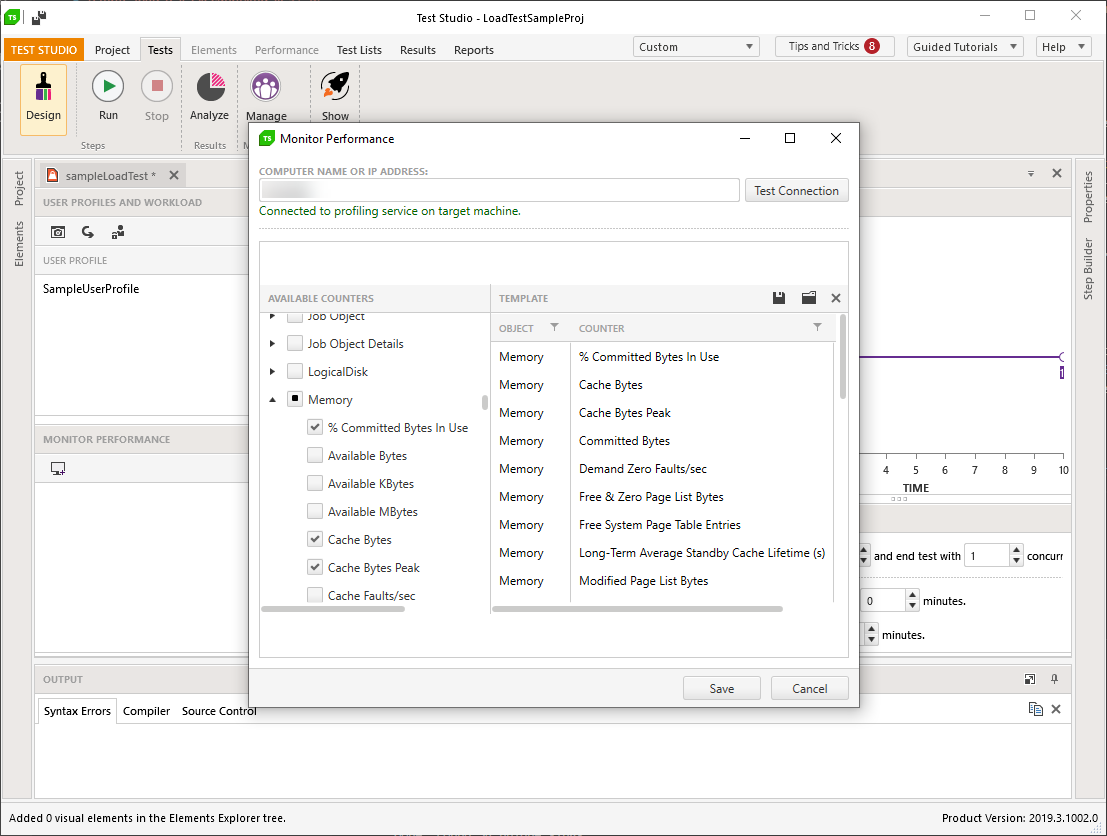 TS
Test Studio - LoadTestSampleProj
TEST STUDIO Project Tests Elements Performance Test Lists Results Reports Custom Tips and Tricks 8 Guided Tutorials Help
Design Run Stop Analyze Manage Show
Steps Results
TS Monitor Performance
COMPUTER NAME OR IP ADDRESS:
Test Connection
Connected to profiling service on target machine.
AVAILABLE COUNTERS
Job Object
Job Object Details
LogicalDisk
Memory
% Committed Bytes In Use
Available Bytes
Available KBytes
Available MBytes
Cache Bytes
Cache Bytes Peak
Cache Faults/sec
TEMPLATE
OBJECT COUNTER
Memory % Committed Bytes In Use
Memory Cache Bytes
Memory Cache Bytes Peak
Memory Committed Bytes
Memory Demand Zero Faults/sec
Memory Free & Zero Page List Bytes
Memory Free System Page Table Entries
Memory Long-Term Average Standby Cache Lifetime (s)
Memory Modified Page List Bytes
Save Cancel
Project
Elements
sampleLoadTest *
USER PROFILES AND WORKLOAD
USER PROFILE
SampleUserProfile
MONITOR PERFORMANCE
1
4 5 6 7 8 9 10
TIME
and end test with 1 concurr
0 minutes.
minutes.
Properties
Step Builder
OUTPUT
Syntax Errors Compiler Source Control
Added 0 visual elements in the Elements Explorer tree.
Product Version: 2019.3.1002.0